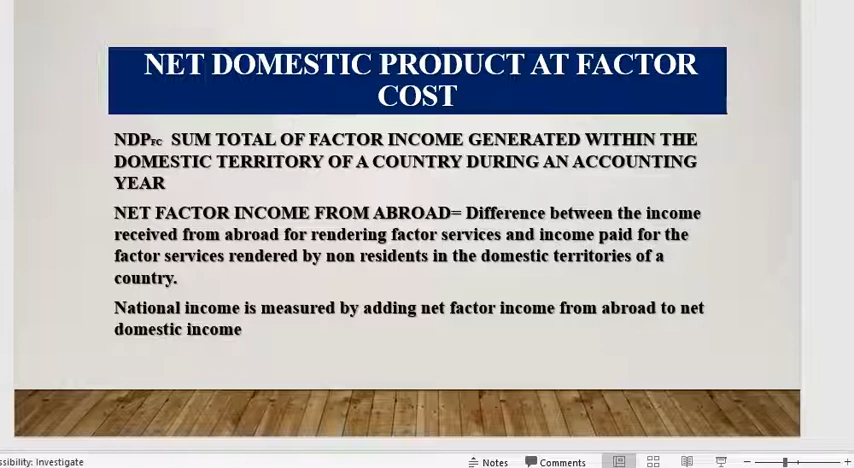 NET DOMESTIC PRODUCT AT FACTOR
COST
NDPFC SUM TOTAL OF FACTOR INCOME GENERATED WITHIN THE
DOMESTIC TERRITORY OF A COUNTRY DURING AN ACCOUNTING
YEAR
NET FACTOR INCOME FROM ABROAD= Difference between the income
received from abroad for rendering factor services and income paid for the
factor services rendered by non residents in the domestic territories of a
country.
National income is measured by adding net factor income from abroad to net
domestic income
ssibility: Investigate
Notes
Comments